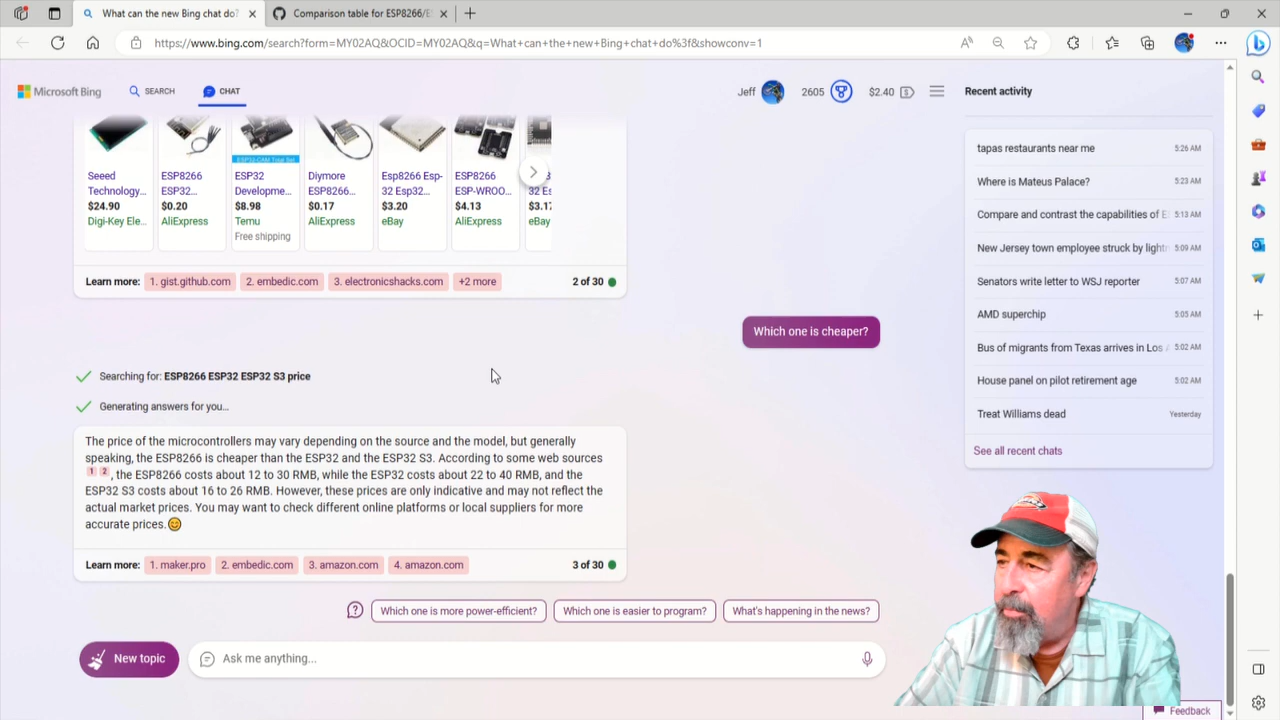 What can the new Bing chat do?
Comparison table for ESP8266/E
https://www.bing.com/search?form=MY02AQ&OCID=MY02AQ&q=What+can+the+new+Bing+chat+do%3f&showconv=1
Microsoft Bing
SEARCH
CHAT
Jeff
2605
$2.40
Recent activity
tapas restaurants near me 5:26 AM
Where is Mateus Palace? 5:23 AM
Compare and contrast the capabilities of E 5:13 AM
New Jersey town employee struck by lightn 5:09 AM
Senators write letter to WSJ reporter 5:07 AM
AMD superchip 5:05 AM
Bus of migrants from Texas arrives in Los 5:02 AM
House panel on pilot retirement age 5:02 AM
Treat Williams dead Yesterday
See all recent chats
ESP32-CAM Total Set
Seeed Technology... $24.90 Digi-Key Ele...
ESP8266 ESP32... $0.20 AliExpress
ESP32 Developme... $8.98 Temu Free shipping
Diymore ESP8266... $0.17 AliExpress
Esp8266 Esp-32 Esp32... $3.20 eBay
ESP8266 ESP-WROO... $4.13 AliExpress
$3.17 eBay
Learn more: 1. gist.github.com 2. embedic.com 3. electronicshacks.com +2 more 2 of 30
Which one is cheaper?
Searching for: ESP8266 ESP32 ESP32 S3 price
Generating answers for you...
The price of the microcontrollers may vary depending on the source and the model, but generally
speaking, the ESP8266 is cheaper than the ESP32 and the ESP32 S3. According to some web sources
1 2 , the ESP8266 costs about 12 to 30 RMB, while the ESP32 costs about 22 to 40 RMB, and the
ESP32 S3 costs about 16 to 26 RMB. However, these prices are only indicative and may not reflect the
actual market prices. You may want to check different online platforms or local suppliers for more
accurate prices.😊
Learn more: 1. maker.pro 2. embedic.com 3. amazon.com 4. amazon.com 3 of 30
Which one is more power-efficient?
Which one is easier to program?
What's happening in the news?
New topic
Ask me anything...
Feedback